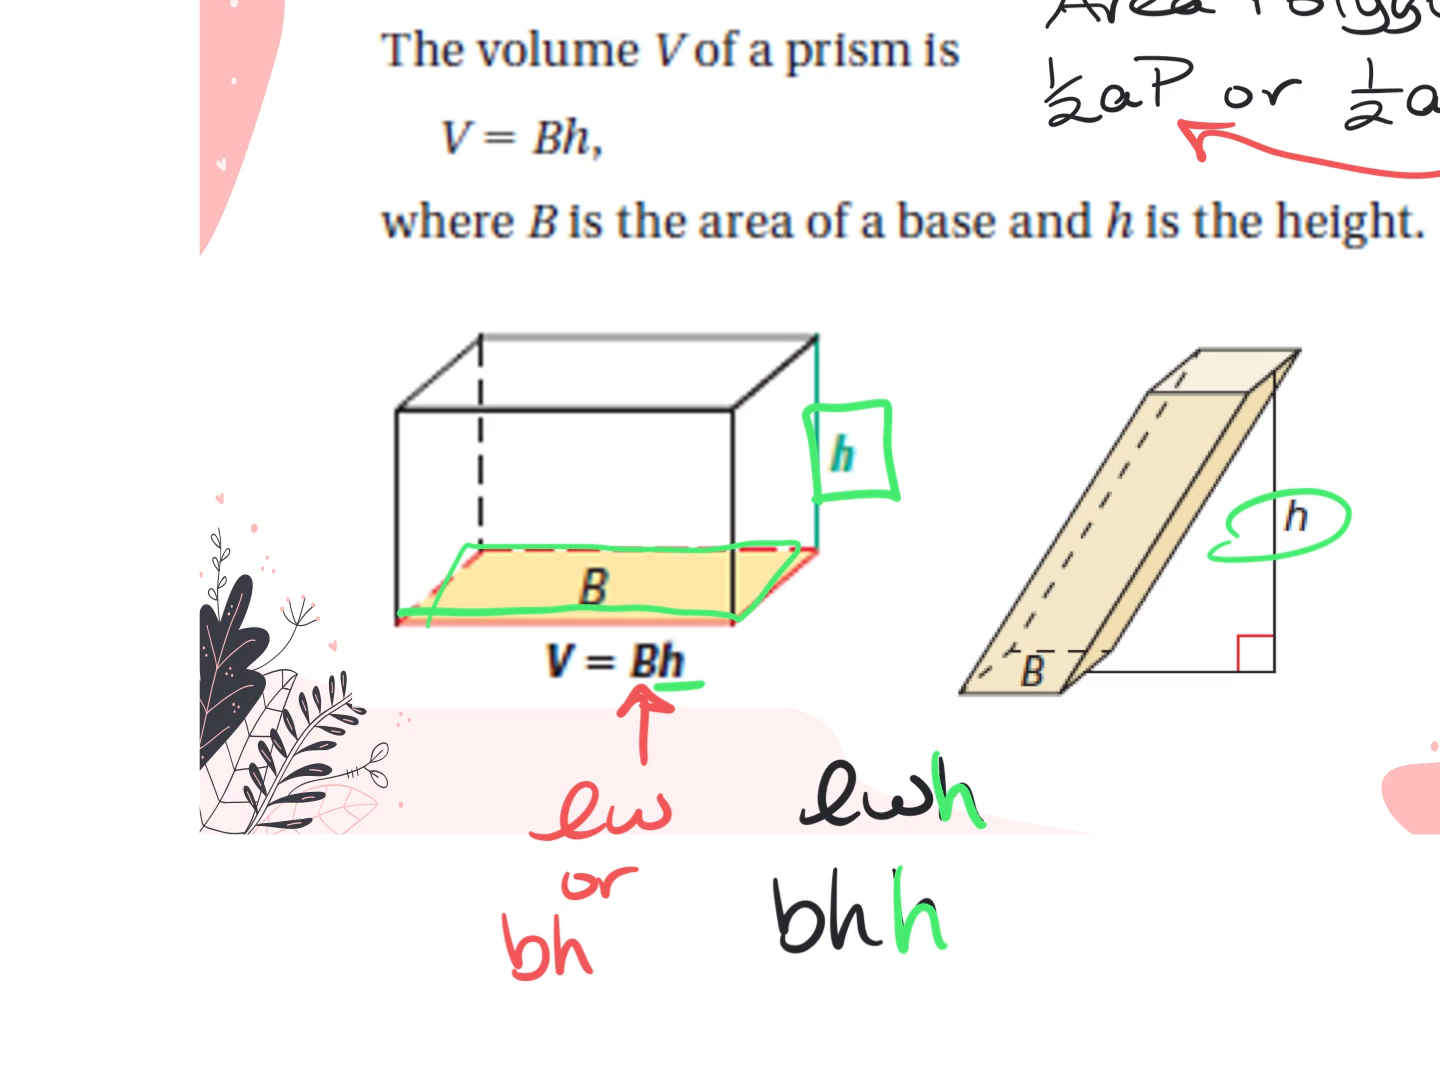 Area
The volume V of a prism is
½aP or ½a
V = Bh,
where B is the area of a base and h is the height.
h
h
B
B
V = Bh
lwh
lw
or
bhh
bh